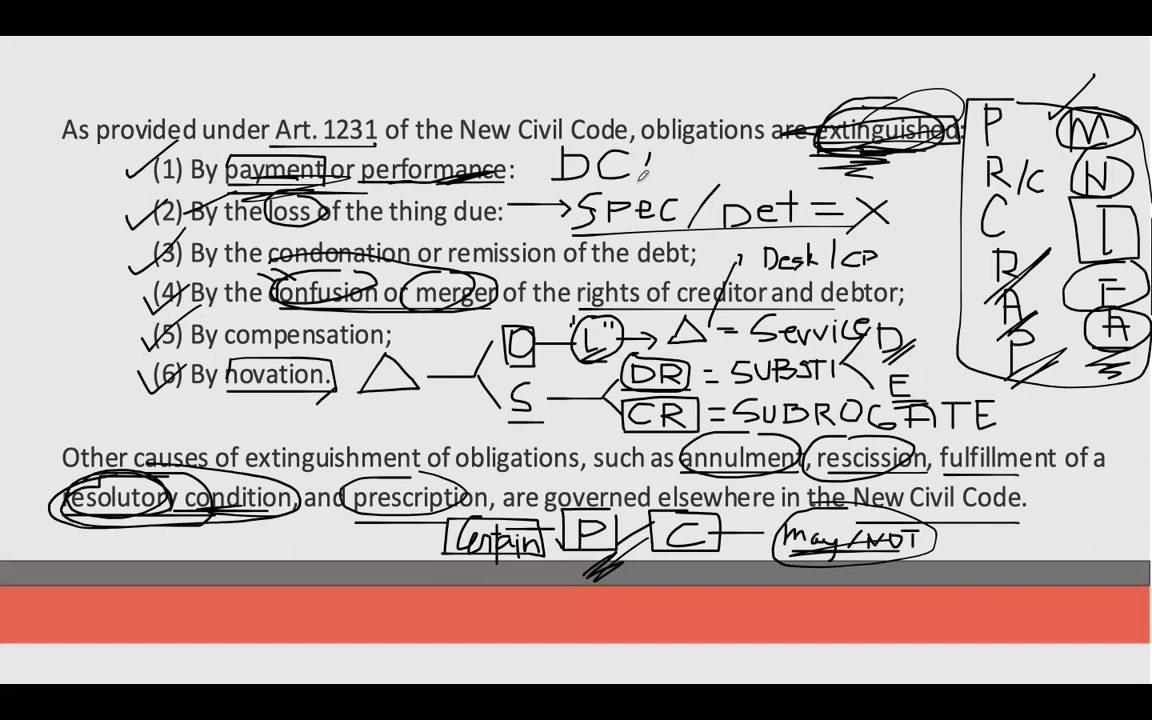 As provided under Art. 1231 of the New Civil Code, obligations are extinguished: P M
(1) By payment or performance: DC R/C N
(2) By the loss of the thing due: Spec/Det = X C I
(3) By the condonation or remission of the debt; Desk/CP R F
(4) By the confusion or merger of the rights of creditor and debtor; A A
(5) By compensation; O "L" Δ = Service D P
(6) By novation. Δ DR = SUBSTI E
S CR = SUBROGATE
Other causes of extinguishment of obligations, such as annulment, rescission, fulfillment of a
resolutory condition, and prescription, are governed elsewhere in the New Civil Code.
Certain P C may/NOT